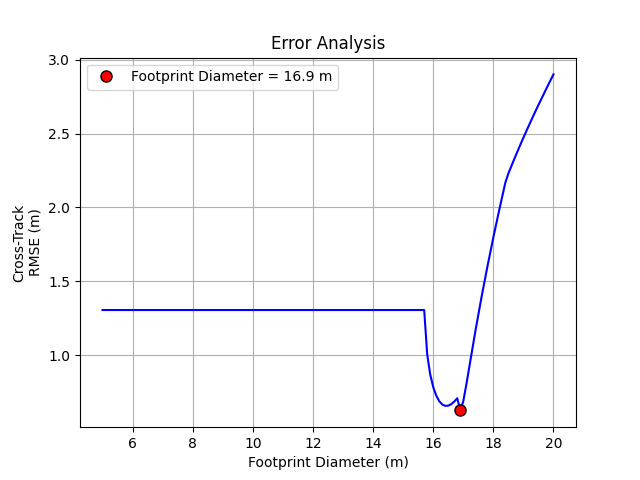 Error Analysis
Footprint Diameter = 16.9 m
Cross-Track
RMSE (m)
3.0
2.5
2.0
1.5
1.0
6 8 10 12 14 16 18 20
Footprint Diameter (m)